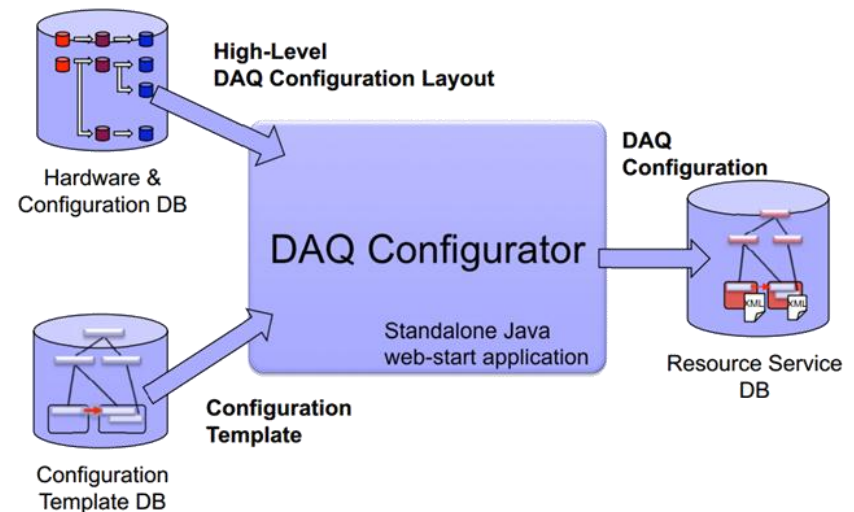 High-Level
DAQ Configuration Layout
Hardware &
Configuration DB
DAQ
Configuration
DAQ Configurator
Standalone Java
web-start application
XML
XML
Resource Service
DB
Configuration
Template
Configuration
Template DB